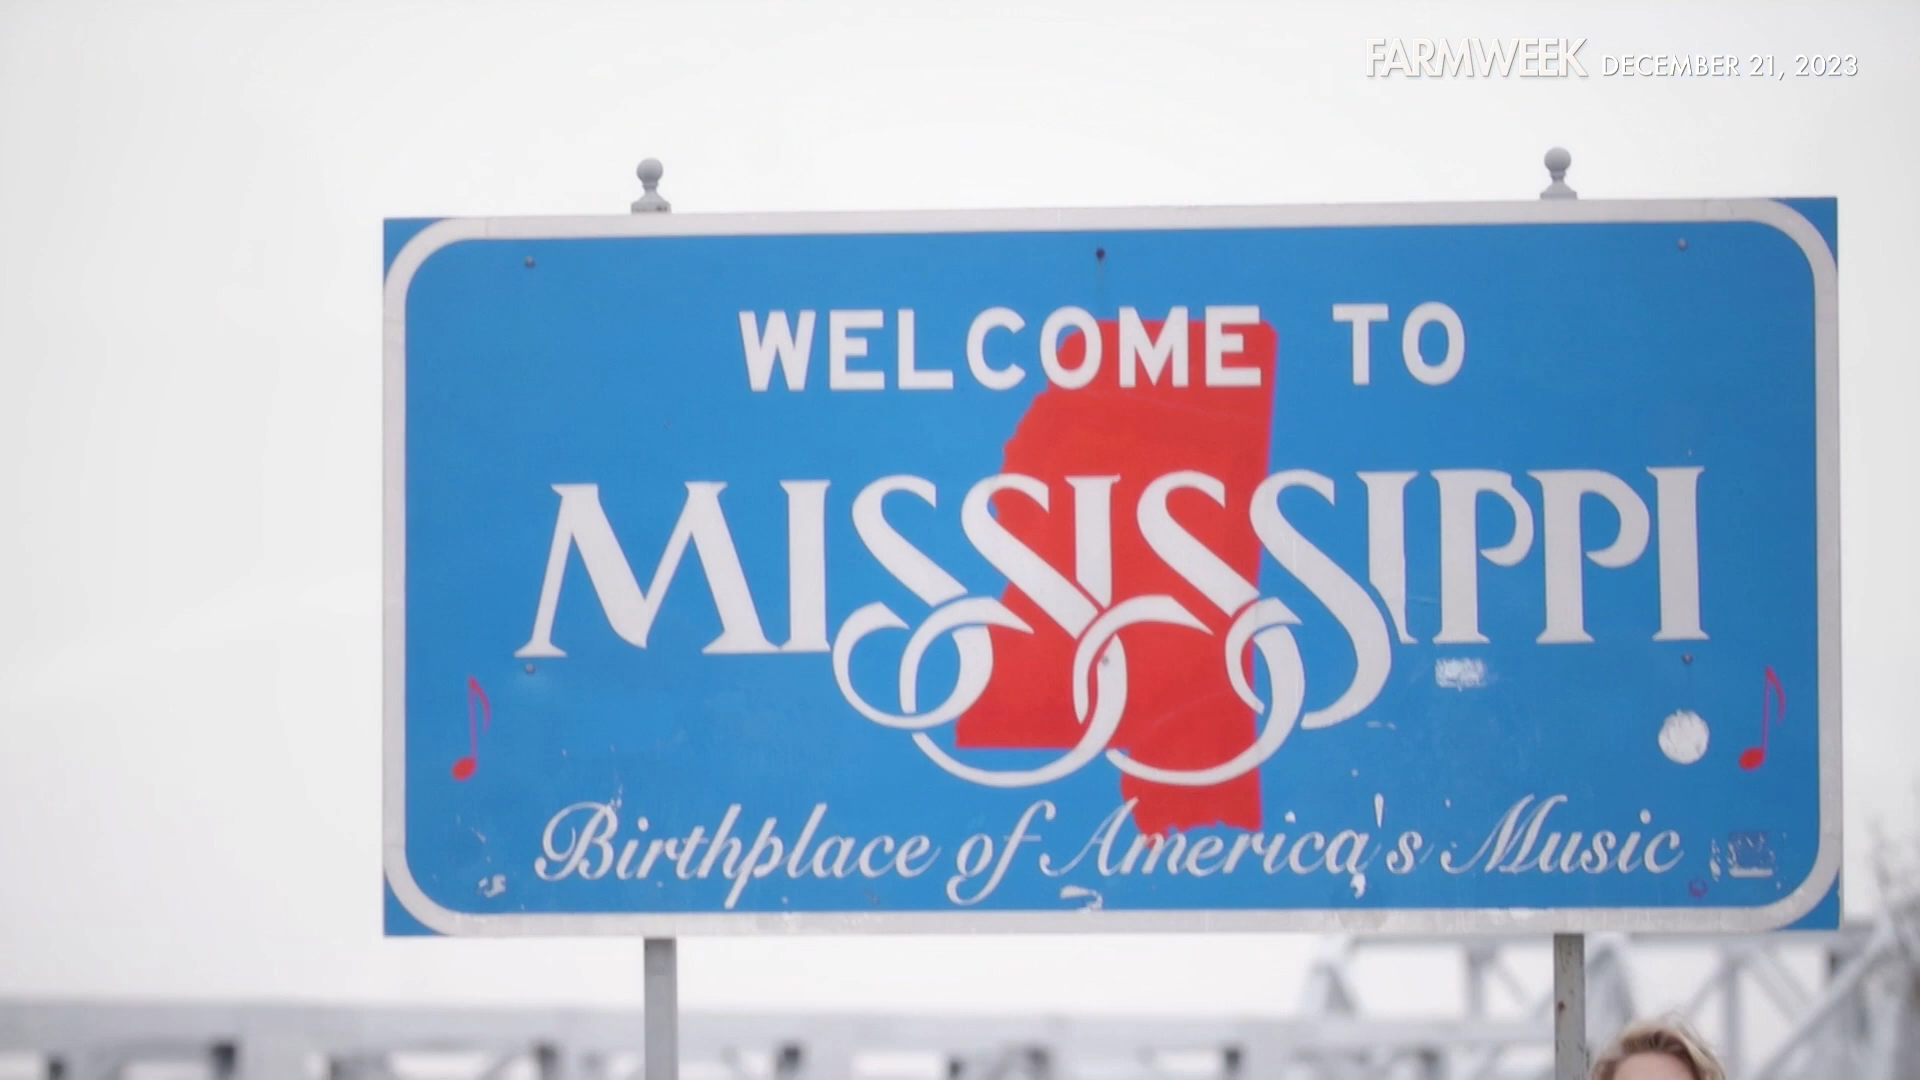 FARMWEEK DECEMBER 21, 2023
WELCOME TO
MISSISSIPPI
Birthplace of America's Music